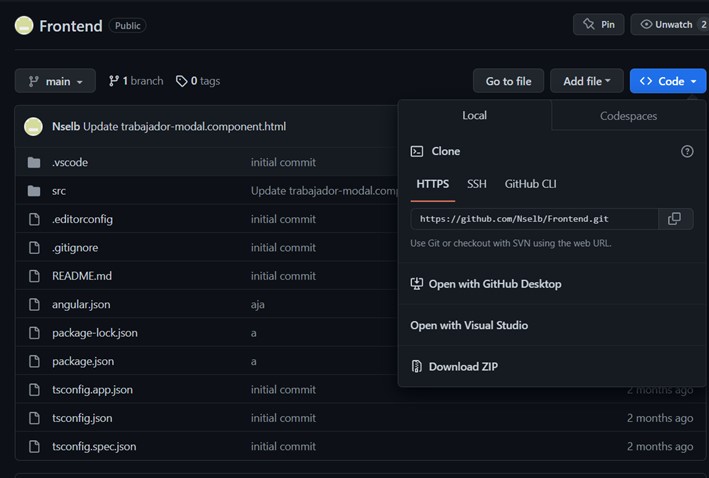 Frontend Public Pin Unwatch 2
main 1 branch 0 tags Go to file Add file Code
Nselb Update trabajador-modal.component.html
Local Codespaces
Clone
HTTPS SSH GitHub CLI
https://github.com/Nselb/Frontend.git
Use Git or checkout with SVN using the web URL.
Open with GitHub Desktop
Open with Visual Studio
Download ZIP
.vscode initial commit
src Update trabajador-modal.comp
.editorconfig initial commit
.gitignore initial commit
README.md initial commit
angular.json aja
package-lock.json a
package.json a
tsconfig.app.json initial commit 2 months ago
tsconfig.json initial commit 2 months ago
tsconfig.spec.json initial commit 2 months ago